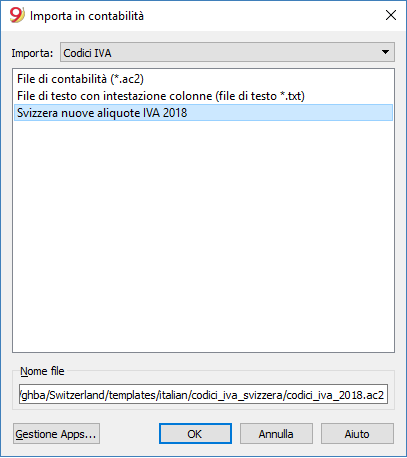 Importa in contabilità
Importa: Codici IVA
File di contabilità (*.ac2)
File di testo con intestazione colonne (file di testo *.txt)
Svizzera nuove aliquote IVA 2018
Nome file
/ghba/Switzerland/templates/italian/codici_iva_svizzera/codici_iva_2018.ac2
Gestione Apps... OK Annulla Aiuto